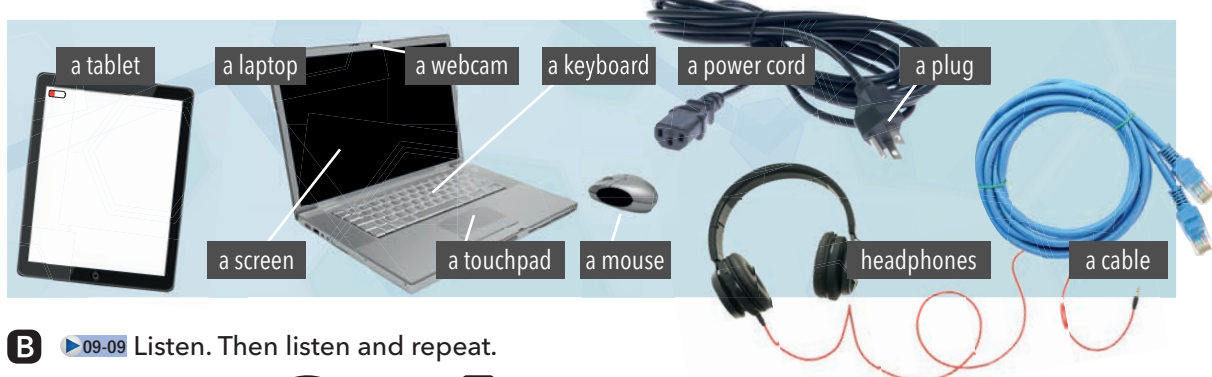 a tablet a laptop a webcam a keyboard a power cord a plug
a screen a touchpad a mouse headphones a cable
B 09-09 Listen. Then listen and repeat.